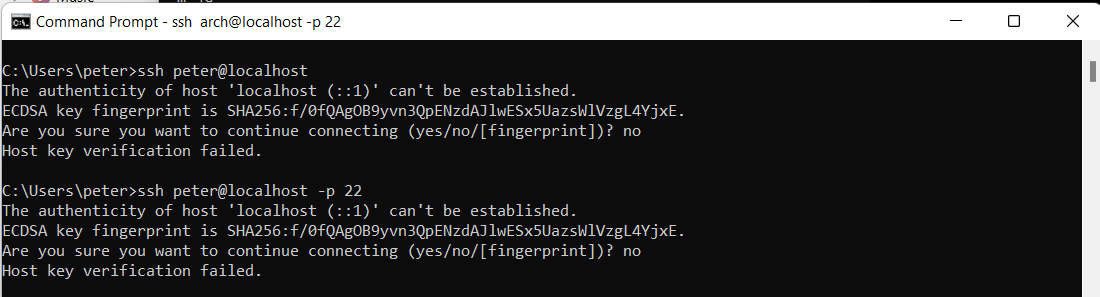 Command Prompt - ssh arch@localhost -p 22
C:\Users\peter>ssh peter@localhost
The authenticity of host 'localhost (::1)' can't be established.
ECDSA key fingerprint is SHA256:f/0fQAgOB9yvn3QpENzdAJlwESx5UazsWlVzgL4YjxE.
Are you sure you want to continue connecting (yes/no/[fingerprint])? no
Host key verification failed.
C:\Users\peter>ssh peter@localhost -p 22
The authenticity of host 'localhost (::1)' can't be established.
ECDSA key fingerprint is SHA256:f/0fQAgOB9yvn3QpENzdAJlwESx5UazsWlVzgL4YjxE.
Are you sure you want to continue connecting (yes/no/[fingerprint])? no
Host key verification failed.